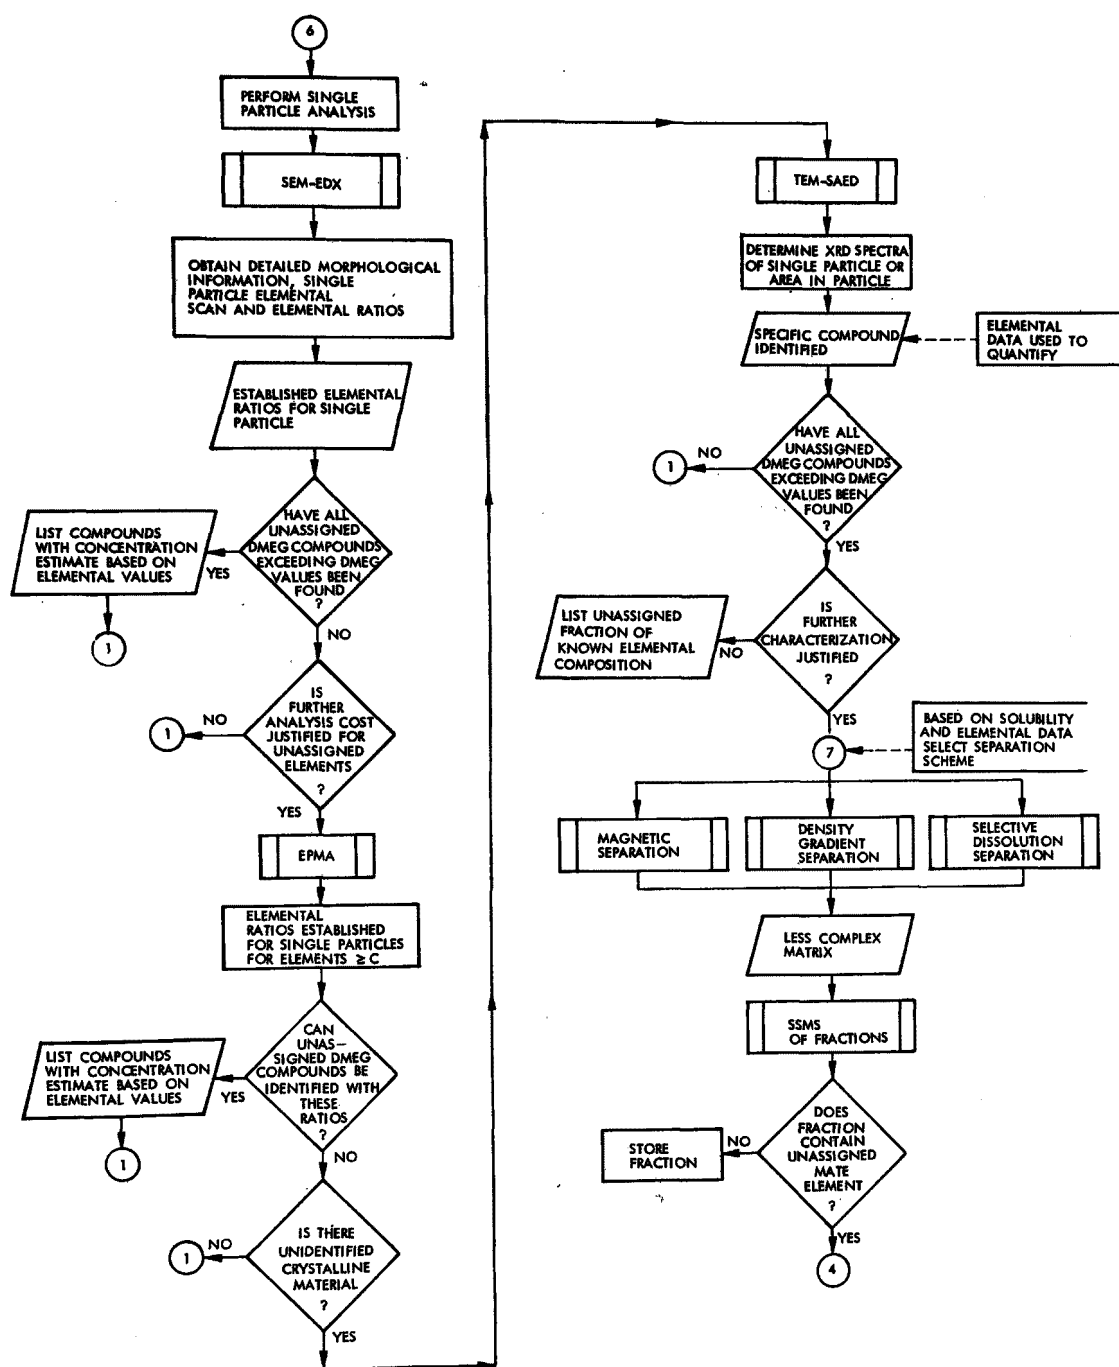 6
PERFORM SINGLE
PARTICLE ANALYSIS
SEM-EDX
OBTAIN DETAILED MORPHOLOGICAL
INFORMATION, SINGLE
PARTICLE ELEMENTAL
SCAN AND ELEMENTAL RATIOS
ESTABLISHED ELEMENTAL
RATIOS FOR SINGLE
PARTICLE
HAVE ALL
UNASSIGNED
DMEG COMPOUNDS
EXCEEDING DMEG
VALUES BEEN
FOUND
?
YES
LIST COMPOUNDS
WITH CONCENTRATION
ESTIMATE BASED ON
ELEMENTAL VALUES
1
NO
IS
FURTHER
ANALYSIS COST
JUSTIFIED FOR
UNASSIGNED
ELEMENTS
?
NO
1
YES
EPMA
ELEMENTAL
RATIOS ESTABLISHED
FOR SINGLE PARTICLES
FOR ELEMENTS ≥ C
CAN
UNAS-
SIGNED DMEG
COMPOUNDS BE
IDENTIFIED WITH
THESE
RATIOS
?
YES
LIST COMPOUNDS
WITH CONCENTRATION
ESTIMATE BASED ON
ELEMENTAL VALUES
1
NO
IS THERE
UNIDENTIFIED
CRYSTALLINE
MATERIAL
?
NO
1
YES
TEM-SAED
DETERMINE XRD SPECTRA
OF SINGLE PARTICLE OR
AREA IN PARTICLE
SPECIFIC COMPOUND
IDENTIFIED
ELEMENTAL
DATA USED TO
QUANTIFY
HAVE ALL
UNASSIGNED
DMEG COMPOUNDS
EXCEEDING DMEG
VALUES BEEN
FOUND
?
NO
1
YES
IS
FURTHER
CHARACTERIZATION
JUSTIFIED
?
NO
LIST UNASSIGNED
FRACTION OF
KNOWN ELEMENTAL
COMPOSITION
YES
7
BASED ON SOLUBILITY
AND ELEMENTAL DATA
SELECT SEPARATION
SCHEME
MAGNETIC
SEPARATION
DENSITY
GRADIENT
SEPARATION
SELECTIVE
DISSOLUTION
SEPARATION
LESS COMPLEX
MATRIX
SSMS
OF FRACTIONS
DOES
FRACTION
CONTAIN
UNASSIGNED
MATE
ELEMENT
?
NO
STORE
FRACTION
YES
4